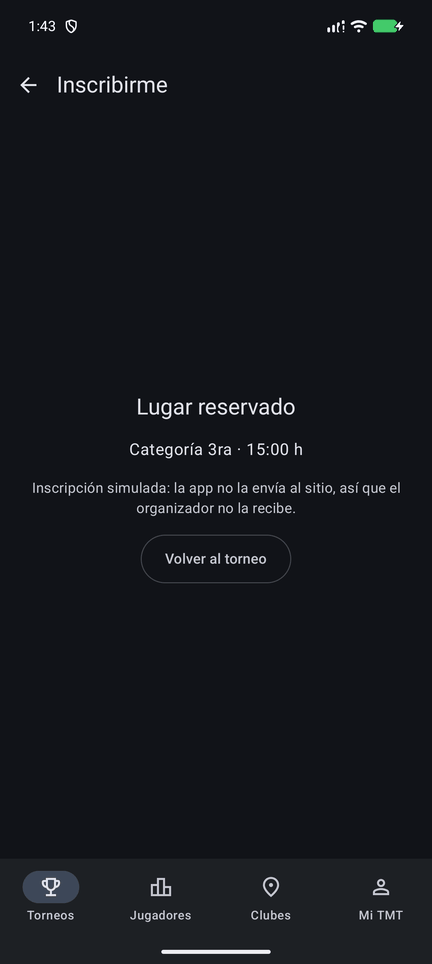 1:43
Inscribirme
Lugar reservado
Categoría 3ra · 15:00 h
Inscripción simulada: la app no la envía al sitio, así que el
organizador no la recibe.
Volver al torneo
Torneos
Jugadores
Clubes
Mi TMT